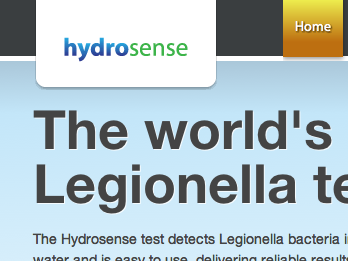 Home
hydrosense
The world's
Legionella te
The Hydrosense test detects Legionella bacteria i
water and is easy to use, delivering reliable result